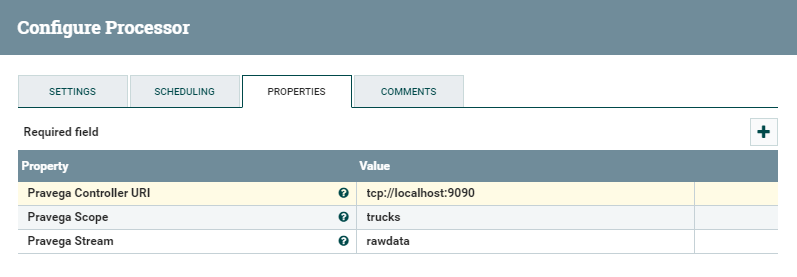 Configure Processor
SETTINGS SCHEDULING PROPERTIES COMMENTS
Required field
Property Value
Pravega Controller URI tcp://localhost:9090
Pravega Scope trucks
Pravega Stream rawdata